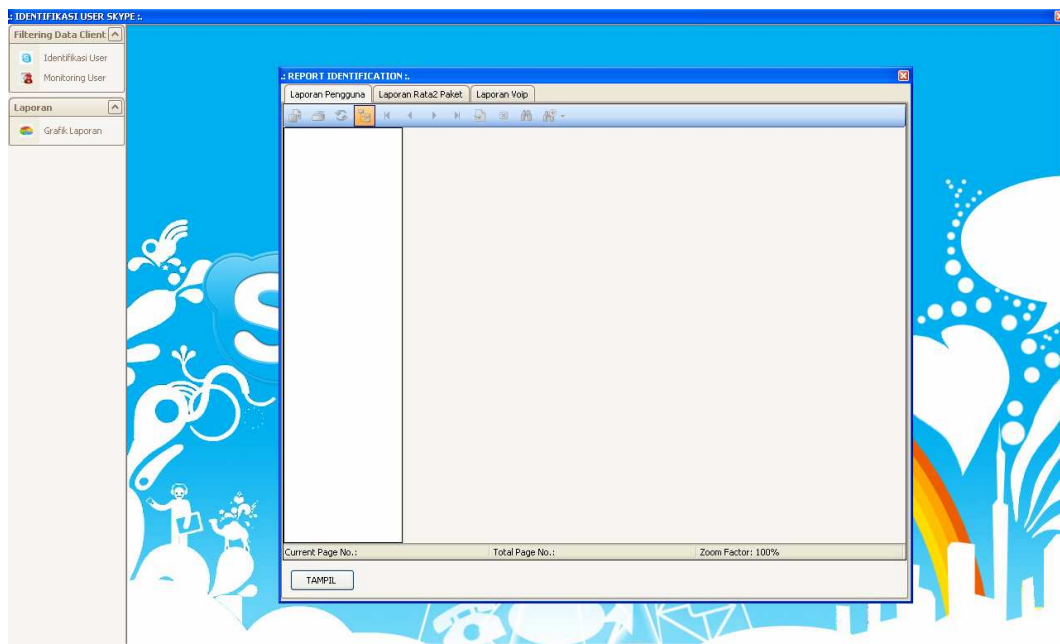 .: IDENTIFIKASI USER SKYPE :.
Filtering Data Client
Identifikasi User
Monitoring User
Laporan
Grafik Laporan
.: REPORT IDENTIFICATION :.
Laporan Pengguna Laporan Rata2 Paket Laporan Voip
Current Page No.: Total Page No.: Zoom Factor: 100%
TAMPIL